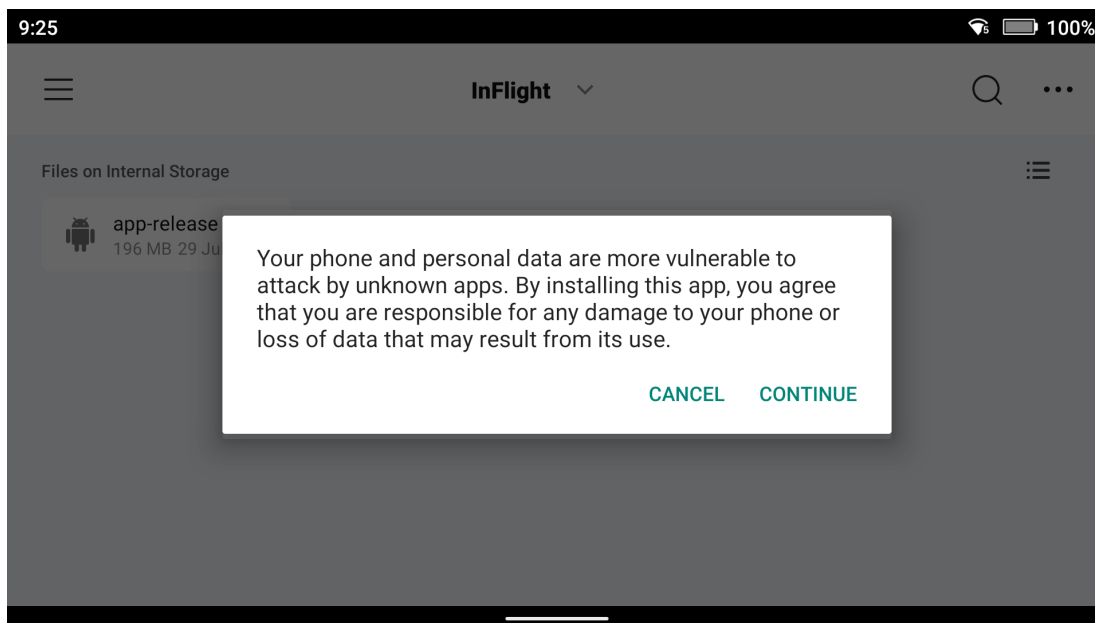 9:25
5
100%
InFlight
Files on Internal Storage
app-release
196 MB 29 Ju
Your phone and personal data are more vulnerable to
attack by unknown apps. By installing this app, you agree
that you are responsible for any damage to your phone or
loss of data that may result from its use.
CANCEL CONTINUE